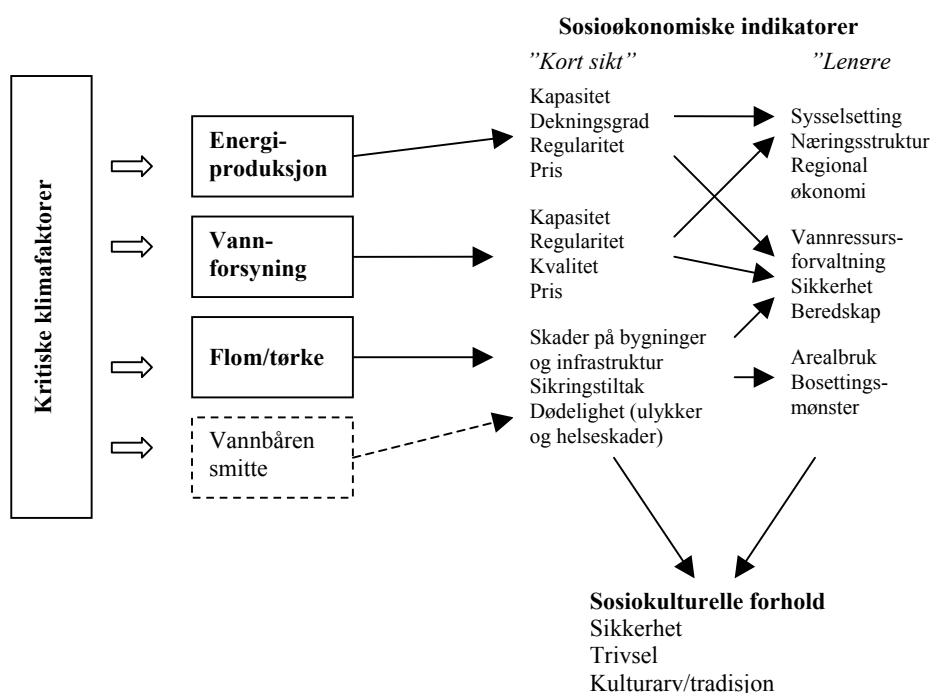 Sosioøkonomiske indikatorer
”Kort sikt”
”Lengre
Kritiske klimafaktorer
Energi-
produksjon
Vann-
forsyning
Flom/tørke
Vannbåren
smitte
Kapasitet
Dekningsgrad
Regularitet
Pris
Kapasitet
Regularitet
Kvalitet
Pris
Skader på bygninger
og infrastruktur
Sikringstiltak
Dødelighet (ulykker
og helseskader)
Sysselsetting
Næringsstruktur
Regional
økonomi
Vannressurs-
forvaltning
Sikkerhet
Beredskap
Arealbruk
Bosettings-
mønster
Sosiokulturelle forhold
Sikkerhet
Trivsel
Kulturarv/tradisjon